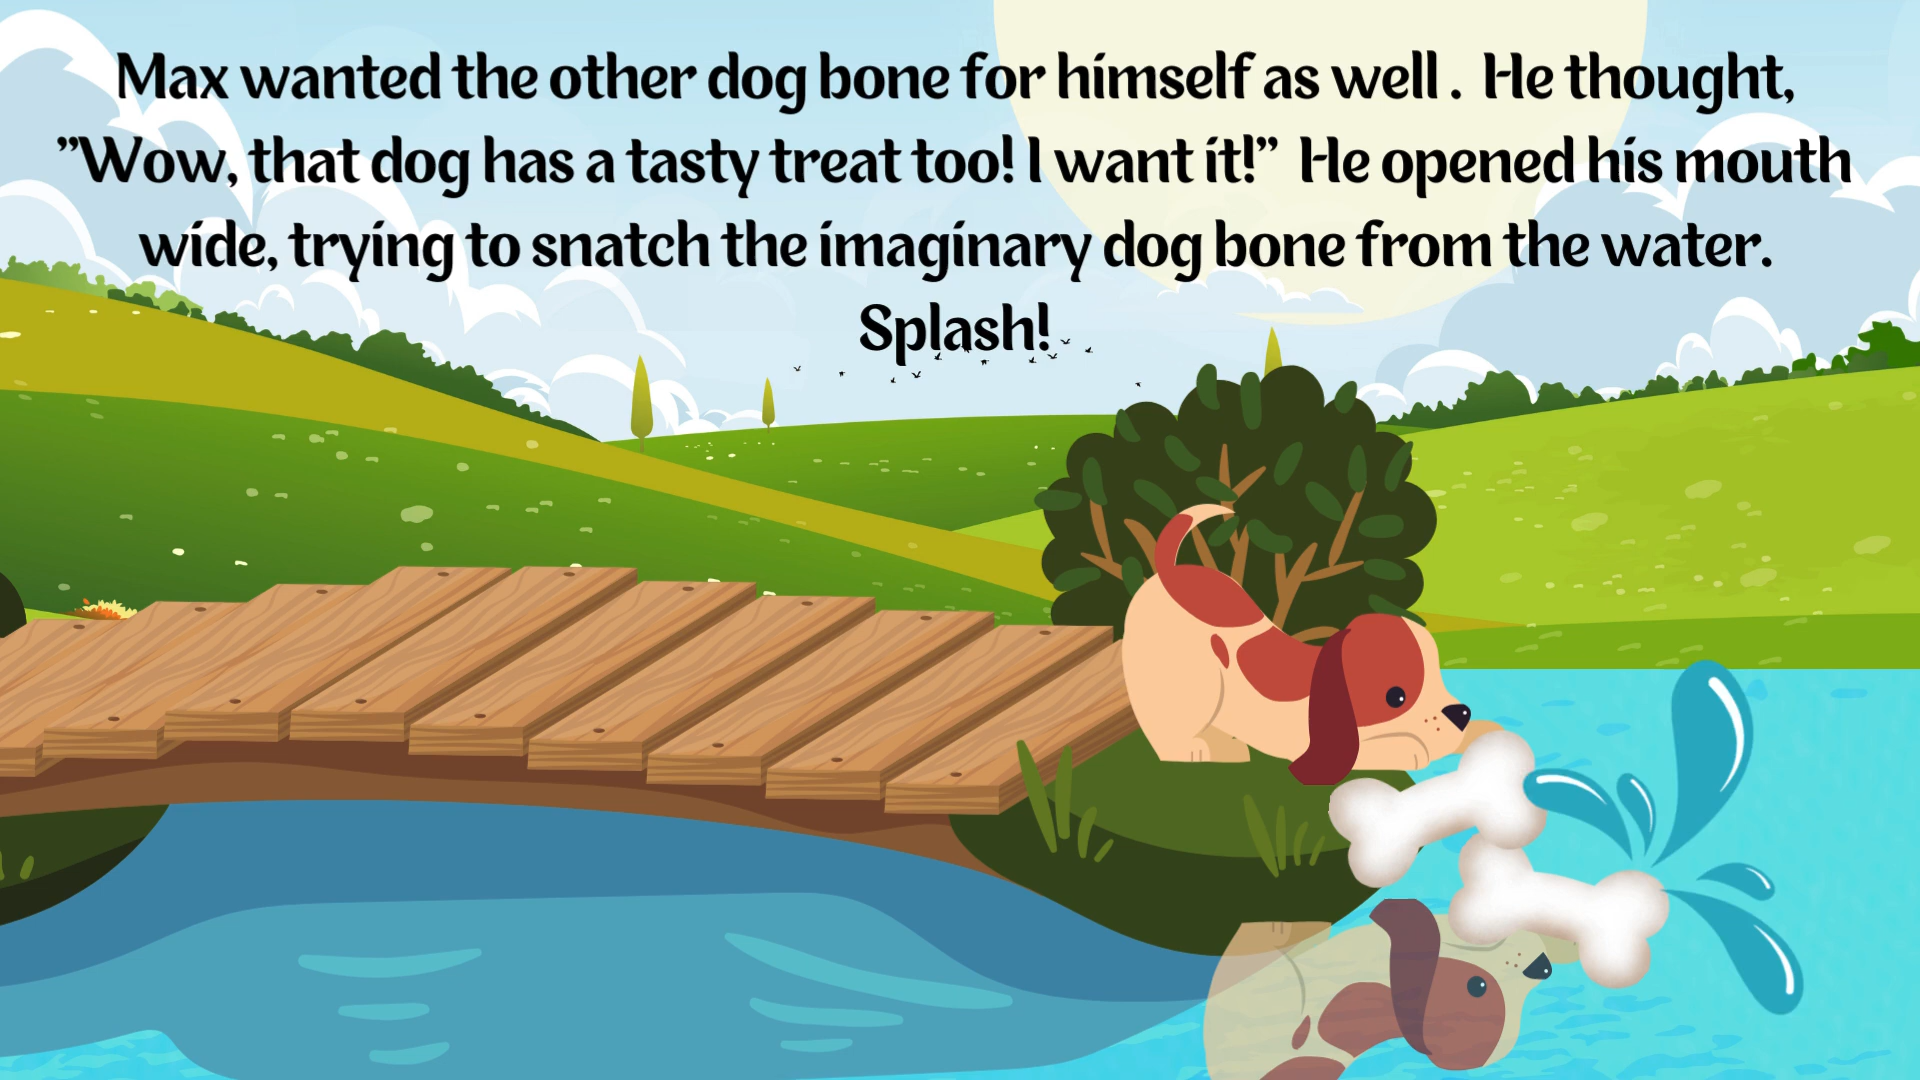 Max wanted the other dog bone for himself as well . He thought,
”Wow, that dog has a tasty treat too! I want it!” He opened his mouth
wide, trying to snatch the imaginary dog bone from the water.
Splash!